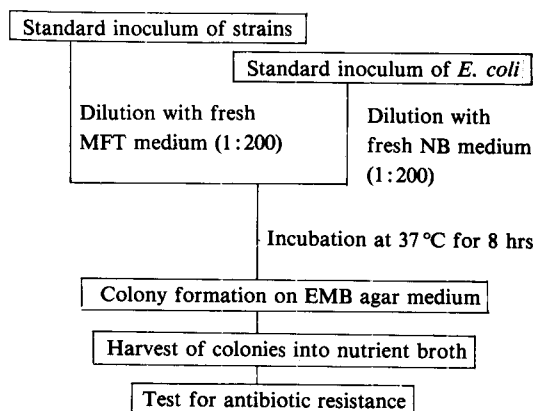 Standard inoculum of strains
Standard inoculum of E. coli
Dilution with fresh
MFT medium (1:200)
Dilution with
fresh NB medium
(1:200)
Incubation at 37 °C for 8 hrs
Colony formation on EMB agar medium
Harvest of colonies into nutrient broth
Test for antibiotic resistance